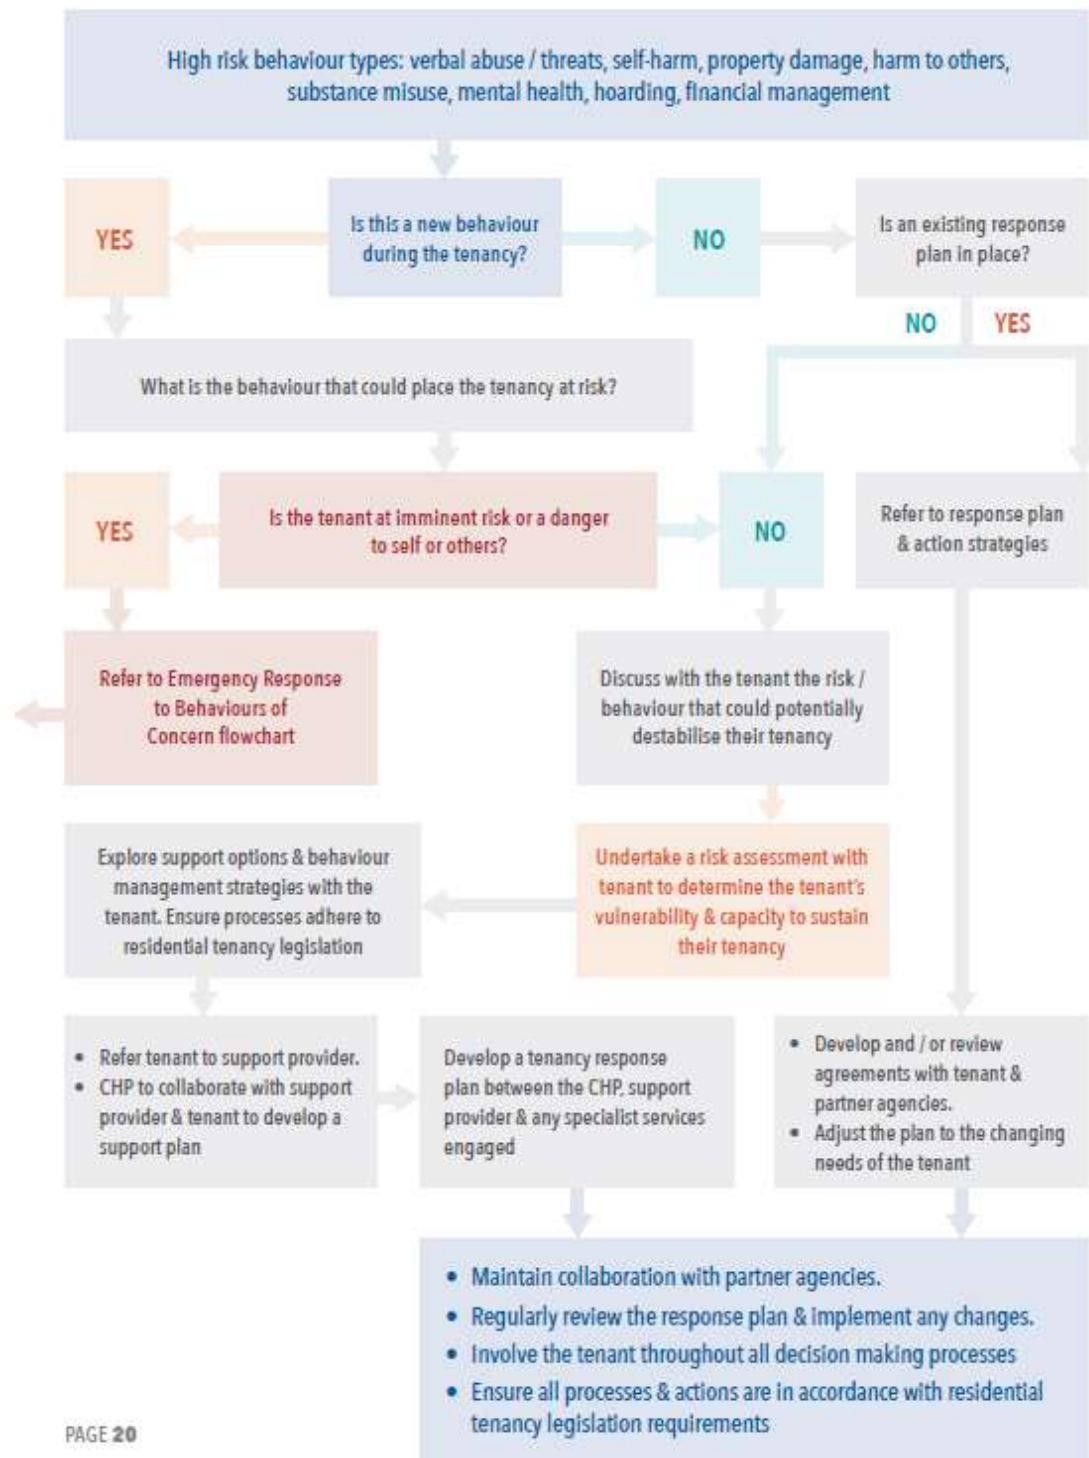 High risk behaviour types: verbal abuse / threats, self-harm, property damage, harm to others,
substance misuse, mental health, hoarding, financial management
YES
Is this a new behaviour
during the tenancy?
NO
Is an existing response
plan in place?
NO
YES
What is the behaviour that could place the tenancy at risk?
YES
Is the tenant at imminent risk or a danger
to self or others?
NO
Refer to response plan
& action strategies
Refer to Emergency Response
to Behaviours of
Concern flowchart
Discuss with the tenant the risk /
behaviour that could potentially
destabilise their tenancy
Explore support options & behaviour
management strategies with the
tenant. Ensure processes adhere to
residential tenancy legislation
Undertake a risk assessment with
tenant to determine the tenant's
vulnerability & capacity to sustain
their tenancy
• Refer tenant to support provider.
• CHP to collaborate with support
provider & tenant to develop a
support plan
Develop a tenancy response
plan between the CHP, support
provider & any specialist services
engaged
• Develop and / or review
agreements with tenant &
partner agencies.
• Adjust the plan to the changing
needs of the tenant
• Maintain collaboration with partner agencies.
• Regularly review the response plan & implement any changes.
• Involve the tenant throughout all decision making processes
• Ensure all processes & actions are in accordance with residential
tenancy legislation requirements
PAGE 20